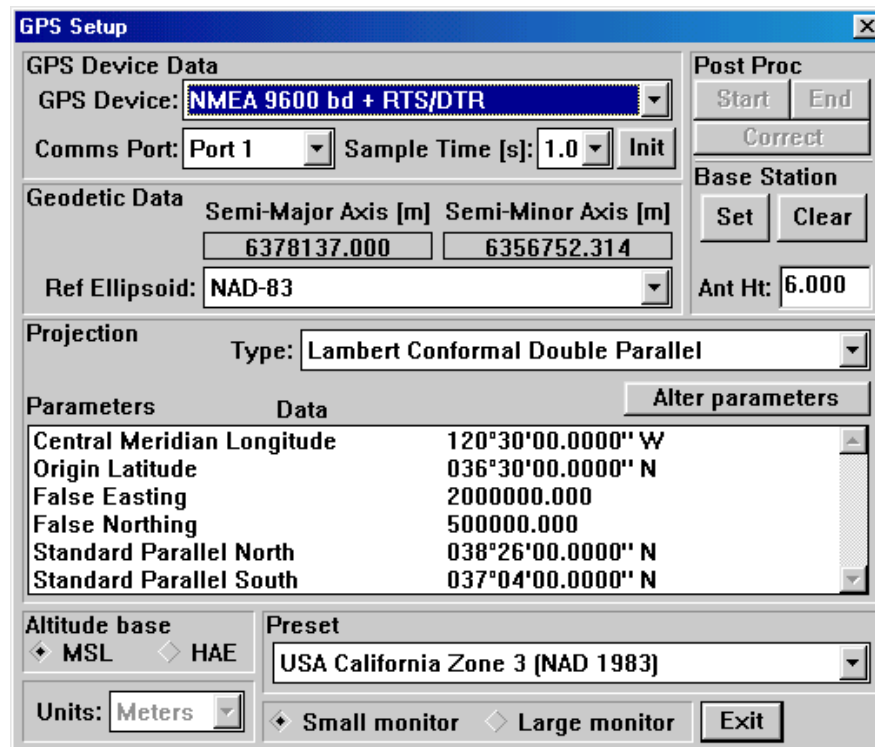 GPS Setup
GPS Device Data
GPS Device: NMEA 9600 bd + RTS/DTR
Comms Port: Port 1 Sample Time [s]: 1.0 Init
Post Proc
Start End
Correct
Geodetic Data
Semi-Major Axis [m] Semi-Minor Axis [m]
6378137.000 6356752.314
Ref Ellipsoid: NAD-83
Base Station
Set Clear
Ant Ht: 6.000
Projection
Type: Lambert Conformal Double Parallel
Alter parameters
Parameters Data
Central Meridian Longitude 120°30'00.0000" W
Origin Latitude 036°30'00.0000" N
False Easting 2000000.000
False Northing 500000.000
Standard Parallel North 038°26'00.0000" N
Standard Parallel South 037°04'00.0000" N
Altitude base
MSL HAE
Preset
USA California Zone 3 (NAD 1983)
Units: Meters
Small monitor Large monitor Exit